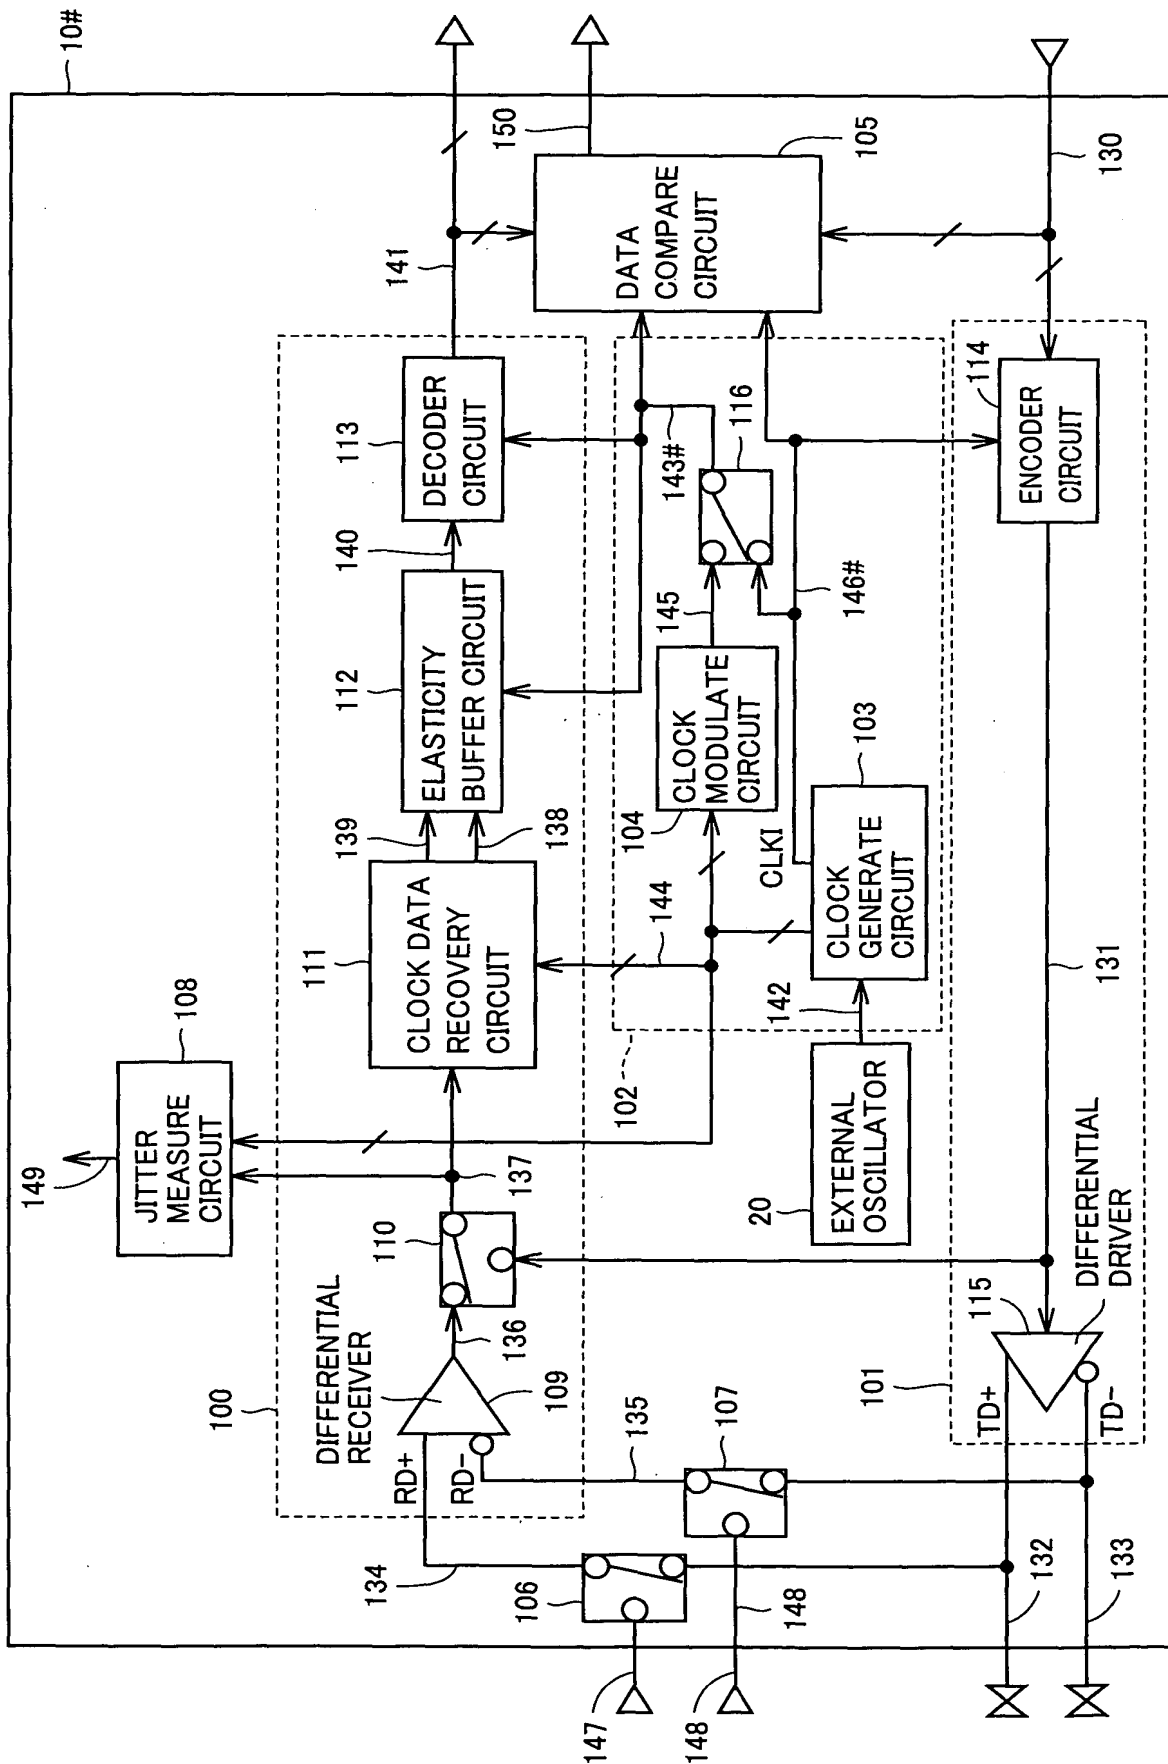 10#
150
105
130
141
DATA
COMPARE
CIRCUIT
113
DECODER
CIRCUIT
114
ENCODER
CIRCUIT
116
143#
140
145
146#
112
ELASTICITY
BUFFER CIRCUIT
104
CLOCK
MODULATE
CIRCUIT
103
CLKI
CLOCK
GENERATE
CIRCUIT
139
138
144
142
131
111
CLOCK DATA
RECOVERY
CIRCUIT
108
JITTER
MEASURE
CIRCUIT
149
102
20
EXTERNAL
OSCILLATOR
137
110
136
DIFFERENTIAL
RECEIVER
109
100
RD+
RD-
135
107
134
106
148
147
148
101
115
DIFFERENTIAL
DRIVER
TD+
TD-
132
133